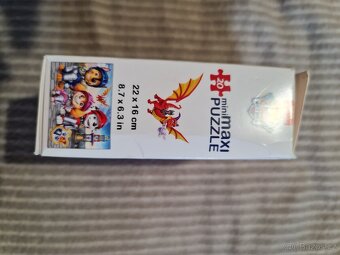 20
mini
maxi
PUZZLE
22 x 16 cm
8.7 x 6.3 in